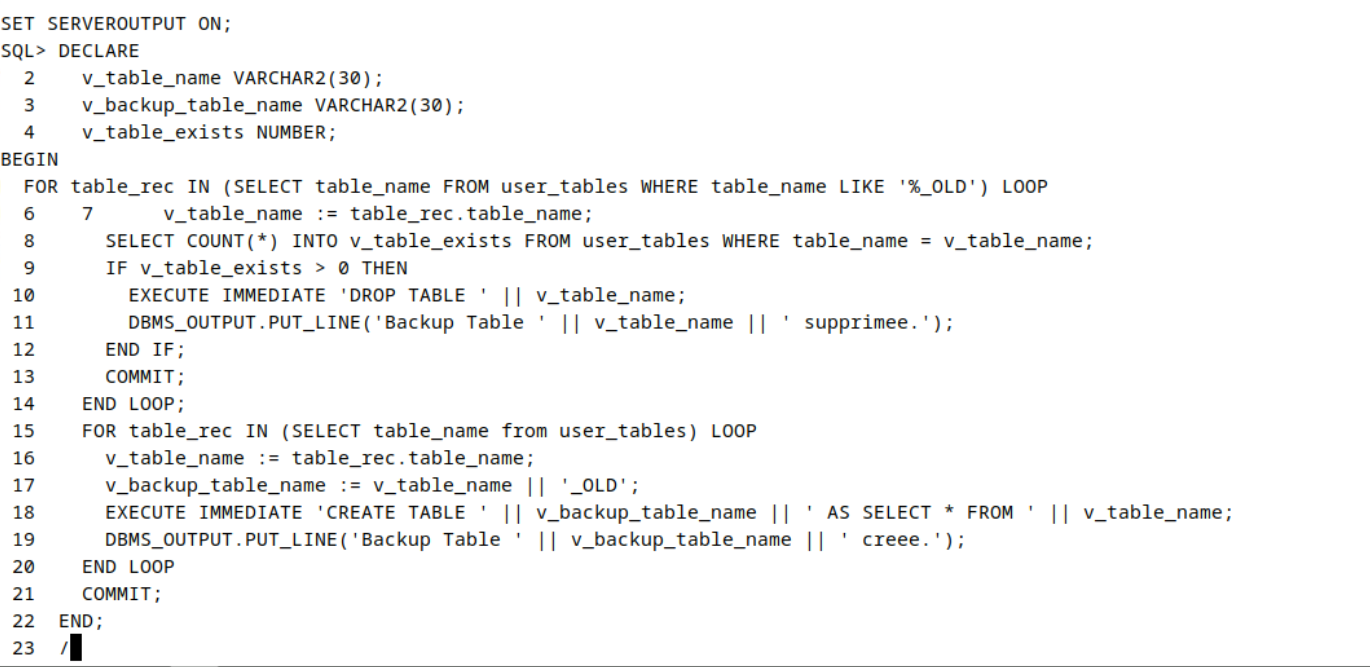 SET SERVEROUTPUT ON;
SQL> DECLARE
  2    v_table_name VARCHAR2(30);
  3    v_backup_table_name VARCHAR2(30);
  4    v_table_exists NUMBER;
BEGIN
  FOR table_rec IN (SELECT table_name FROM user_tables WHERE table_name LIKE '%_OLD') LOOP
  6    7      v_table_name := table_rec.table_name;
  8      SELECT COUNT(*) INTO v_table_exists FROM user_tables WHERE table_name = v_table_name;
  9      IF v_table_exists > 0 THEN
 10        EXECUTE IMMEDIATE 'DROP TABLE ' || v_table_name;
 11        DBMS_OUTPUT.PUT_LINE('Backup Table ' || v_table_name || ' supprimee.');
 12      END IF;
 13      COMMIT;
 14    END LOOP;
 15    FOR table_rec IN (SELECT table_name from user_tables) LOOP
 16      v_table_name := table_rec.table_name;
 17      v_backup_table_name := v_table_name || '_OLD';
 18      EXECUTE IMMEDIATE 'CREATE TABLE ' || v_backup_table_name || ' AS SELECT * FROM ' || v_table_name;
 19      DBMS_OUTPUT.PUT_LINE('Backup Table ' || v_backup_table_name || ' creee.');
 20    END LOOP
 21    COMMIT;
 22  END;
 23  /